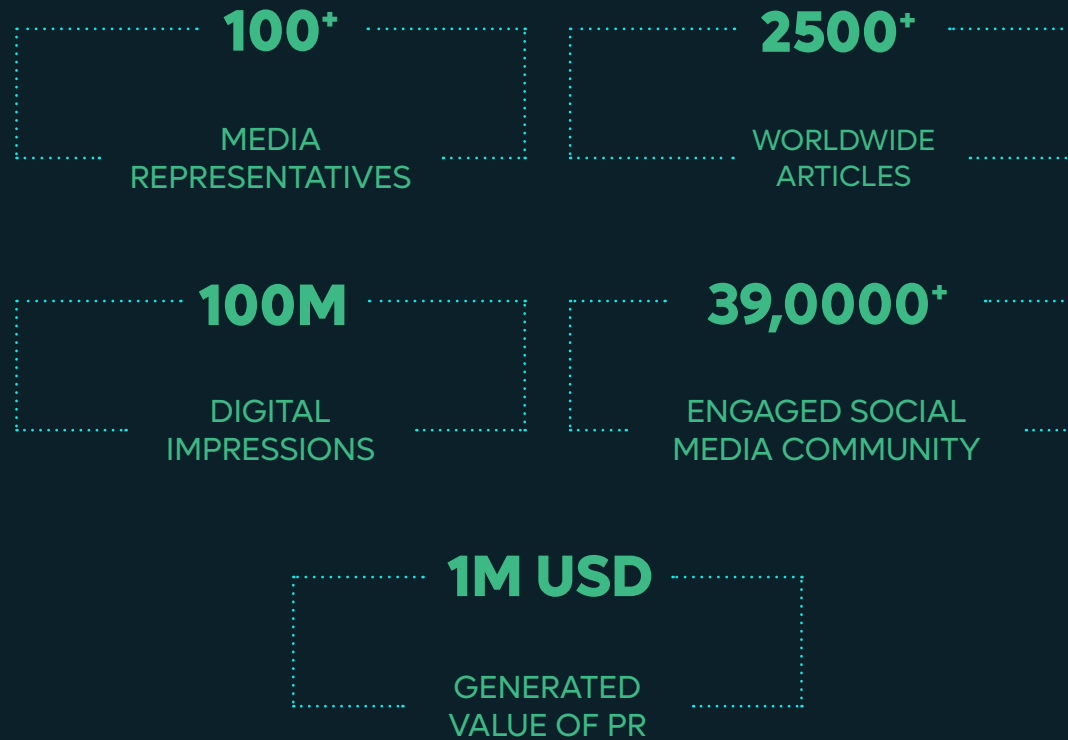 100+
MEDIA
REPRESENTATIVES
2500+
WORLDWIDE
ARTICLES
100M
DIGITAL
IMPRESSIONS
39,0000+
ENGAGED SOCIAL
MEDIA COMMUNITY
1M USD
GENERATED
VALUE OF PR